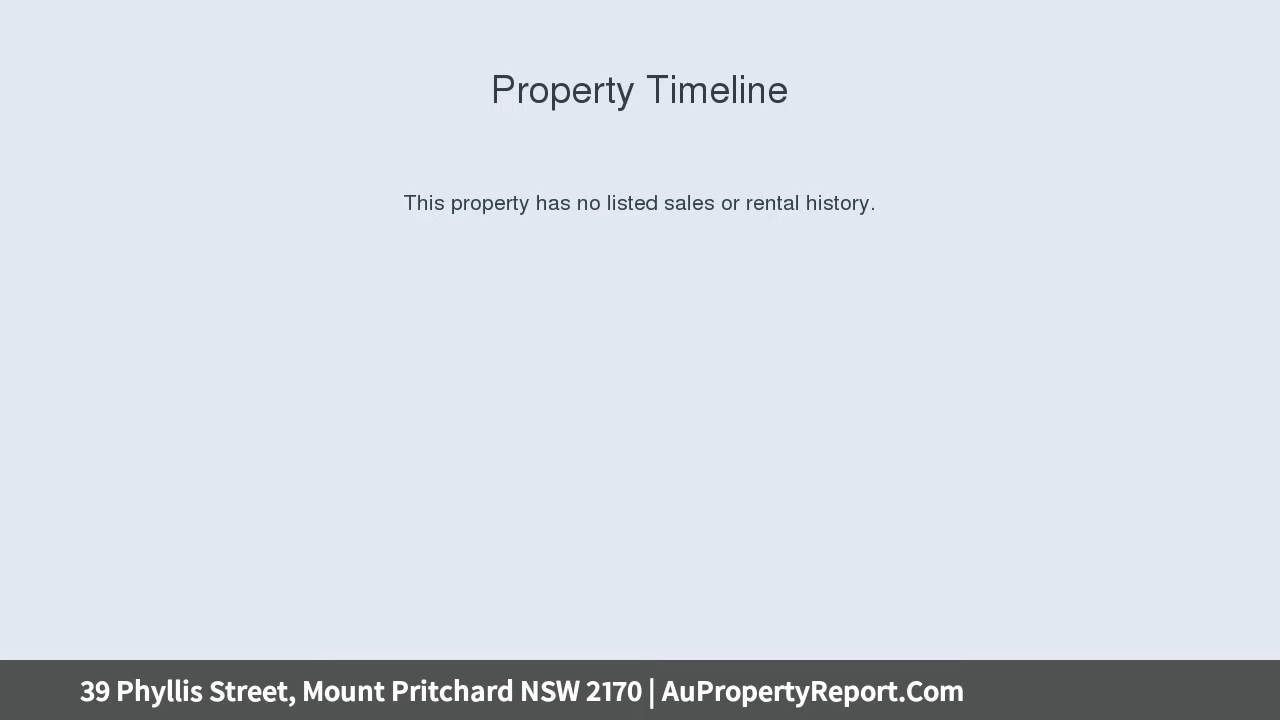 Property Timeline
This property has no listed sales or rental history.
39 Phyllis Street, Mount Pritchard NSW 2170 | AuPropertyReport.Com